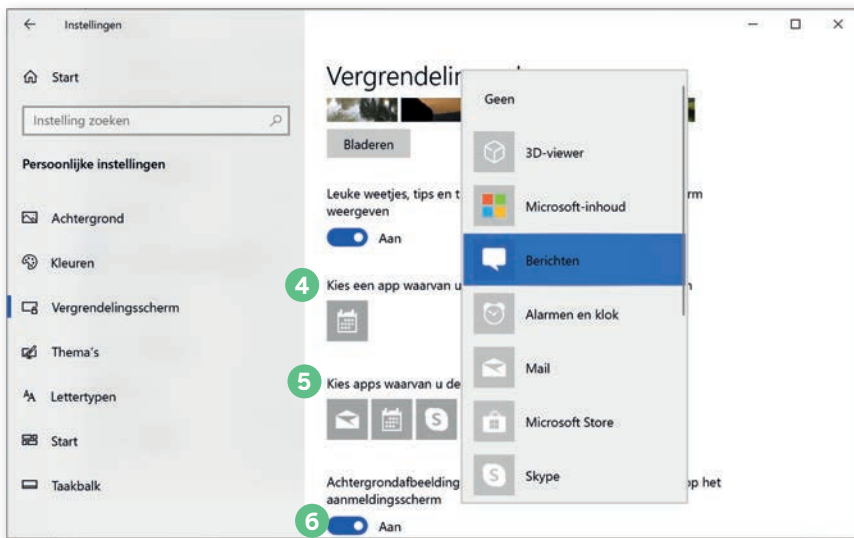 Instellingen
Start
Instelling zoeken
Persoonlijke instellingen
Achtergrond
Kleuren
Vergrendelingsscherm
Thema's
Lettertypen
Start
Taakbalk
Vergrendelin
Bladeren
Leuke weetjes, tips en t rm
weergeven
Aan
4 Kies een app waarvan u n
5 Kies apps waarvan u de
S
Achtergrondafbeelding op het
aanmeldingsscherm
6 Aan
Geen
3D-viewer
Microsoft-inhoud
Berichten
Alarmen en klok
Mail
Microsoft Store
S Skype